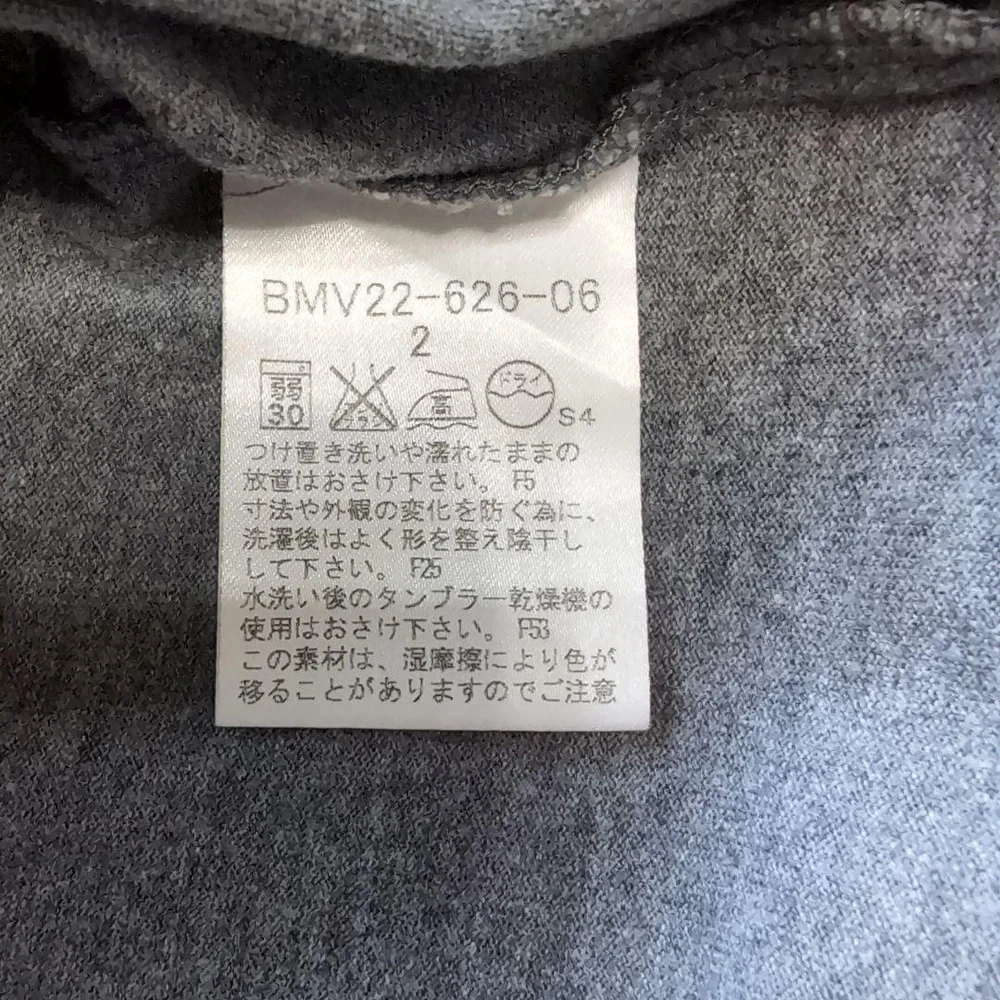 BMV22-626-06
2
弱
30
エンソ
高
ドライ
S4
つけ置き洗いや濡れたままの
放置はおさけ下さい。 F5
寸法や外観の変化を防ぐ為に、
洗濯後はよく形を整え陰干し
して下さい。 F25
水洗い後のタンブラー乾燥機の
使用はおさけ下さい。 F53
この素材は、湿摩擦により色が
移ることがありますのでご注意